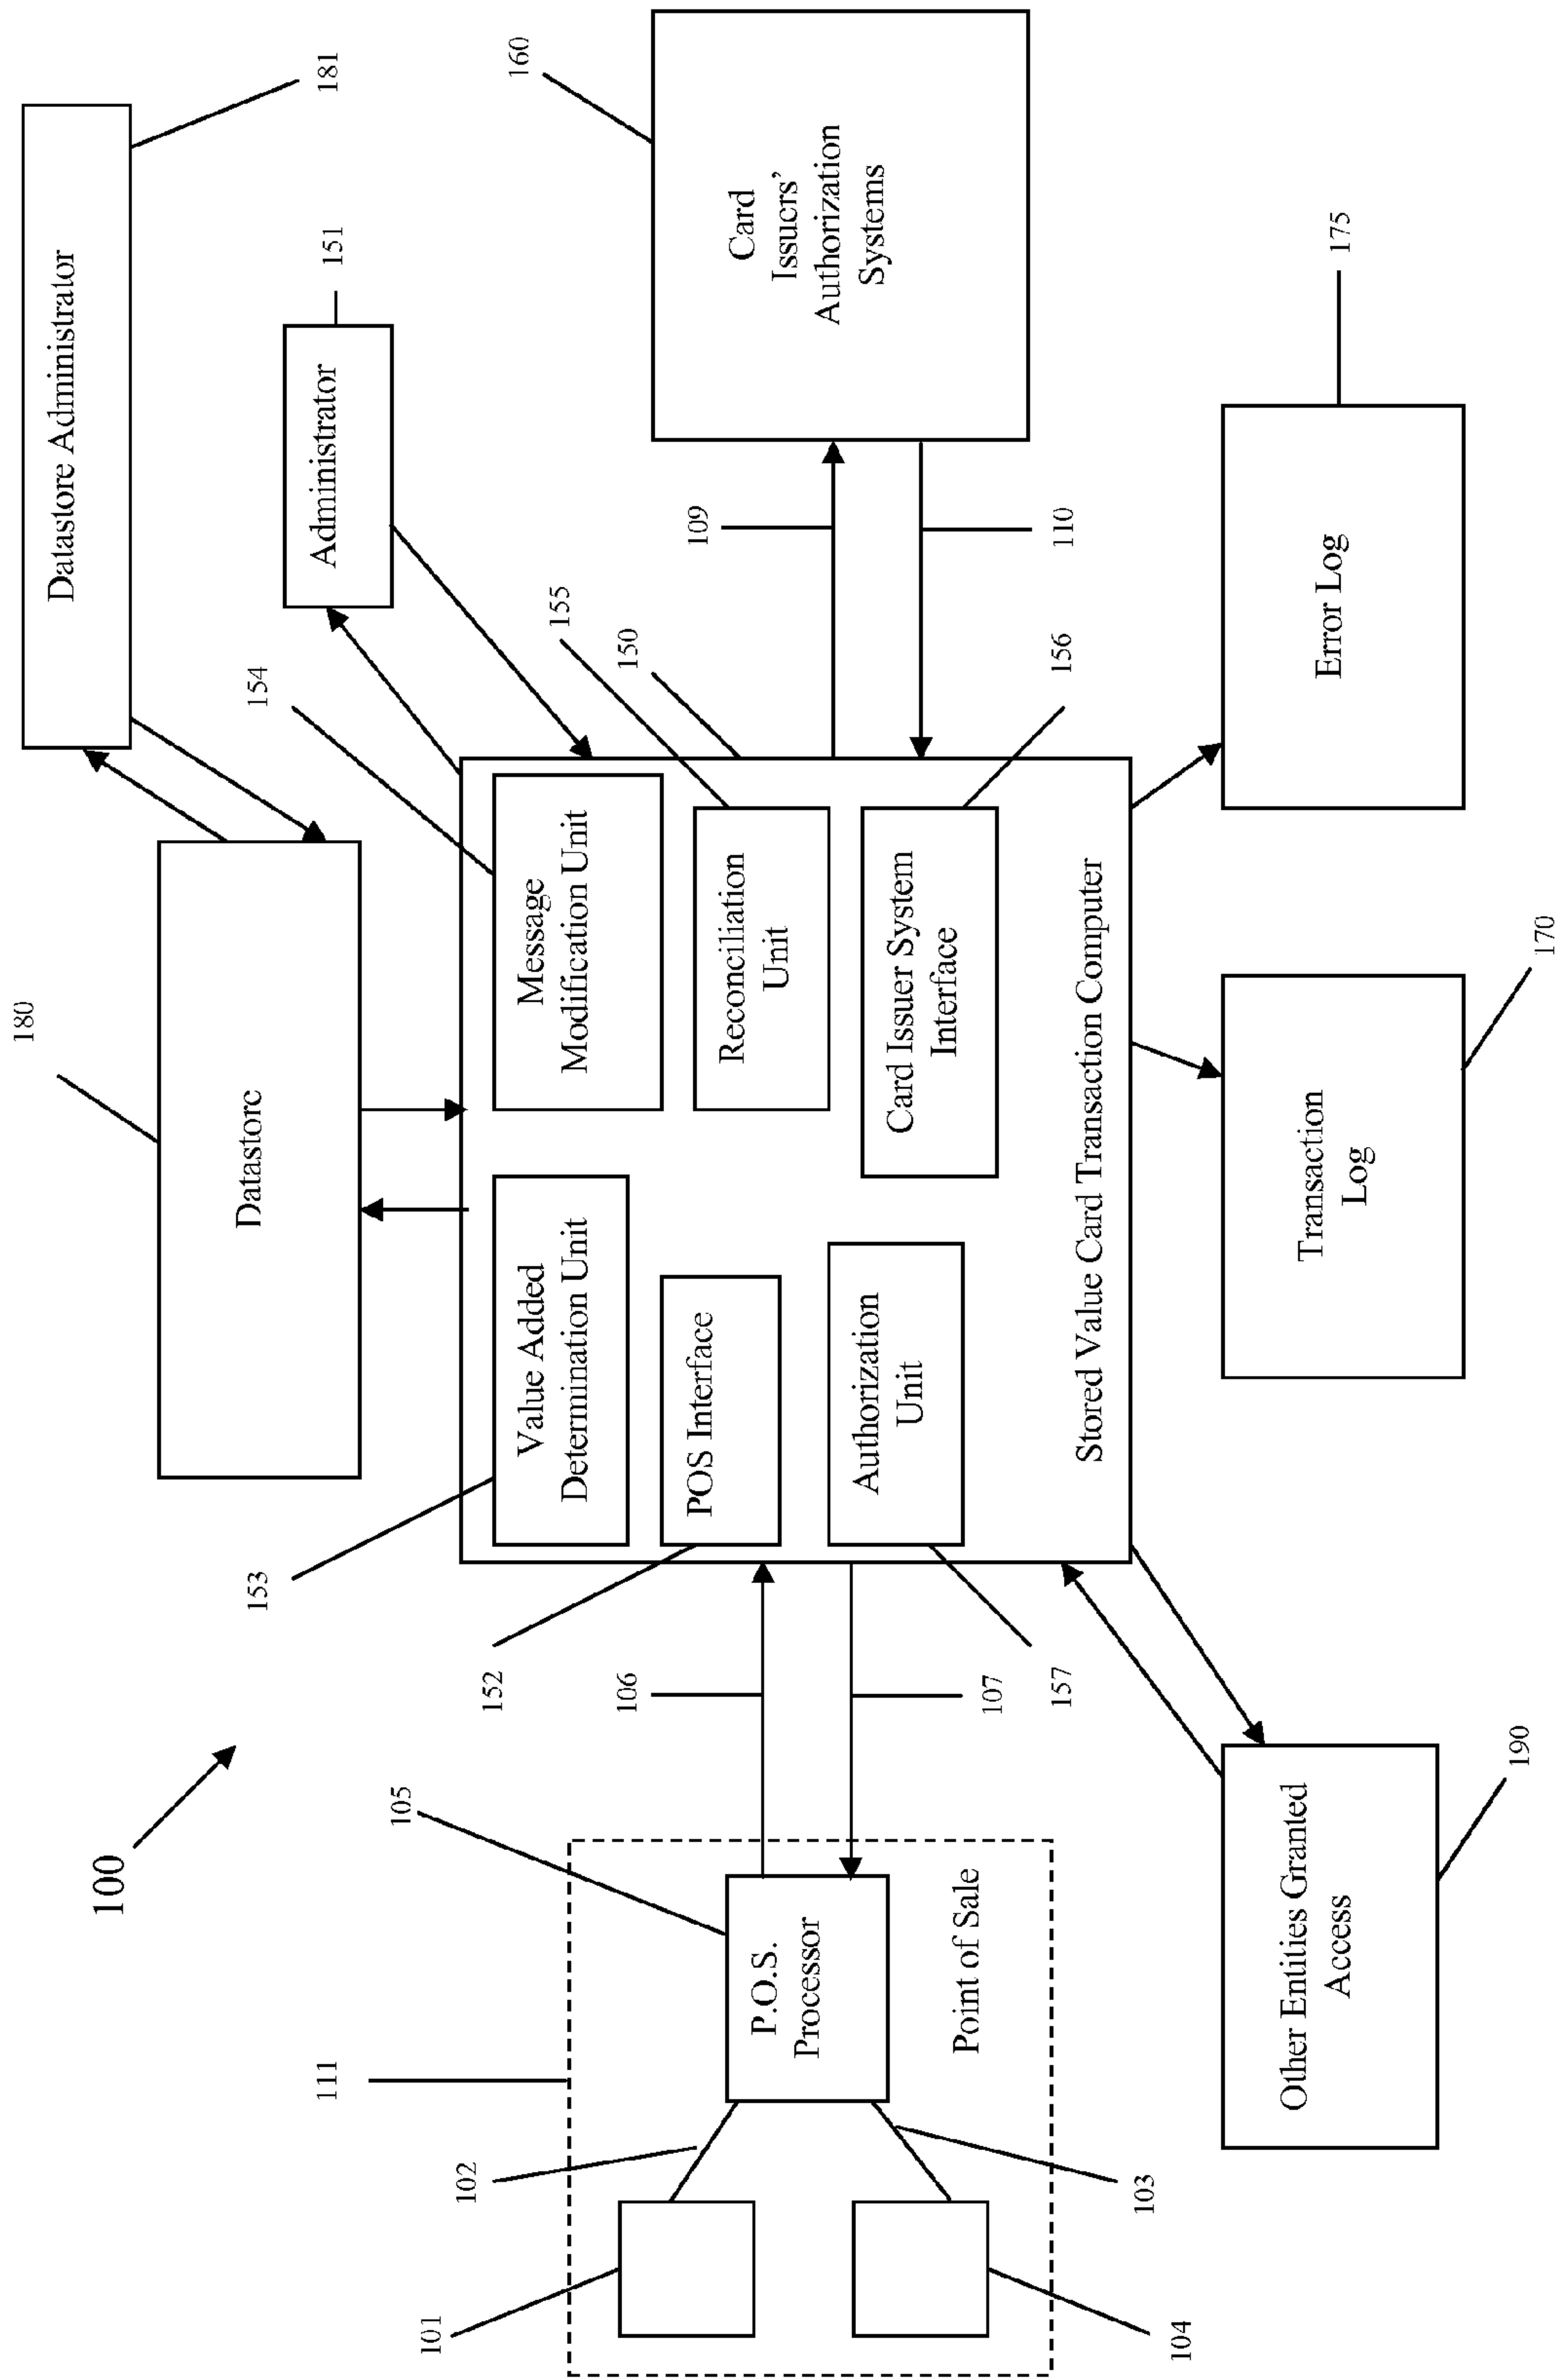 100
180
Datastore
Datastore Administrator
181
154
Administrator
151
153
Value Added
Determination Unit
Message
Modification Unit
155
150
Reconciliation
Unit
152
POS Interface
106
107
157
Authorization
Unit
Card Issuer System
Interface
156
Stored Value Card Transaction Computer
109
110
160
Card
Issuers'
Authorization
Systems
111
105
101
102
P.O.S.
Processor
103
104
Point of Sale
Other Entities Granted
Access
190
Transaction
Log
170
Error Log
175